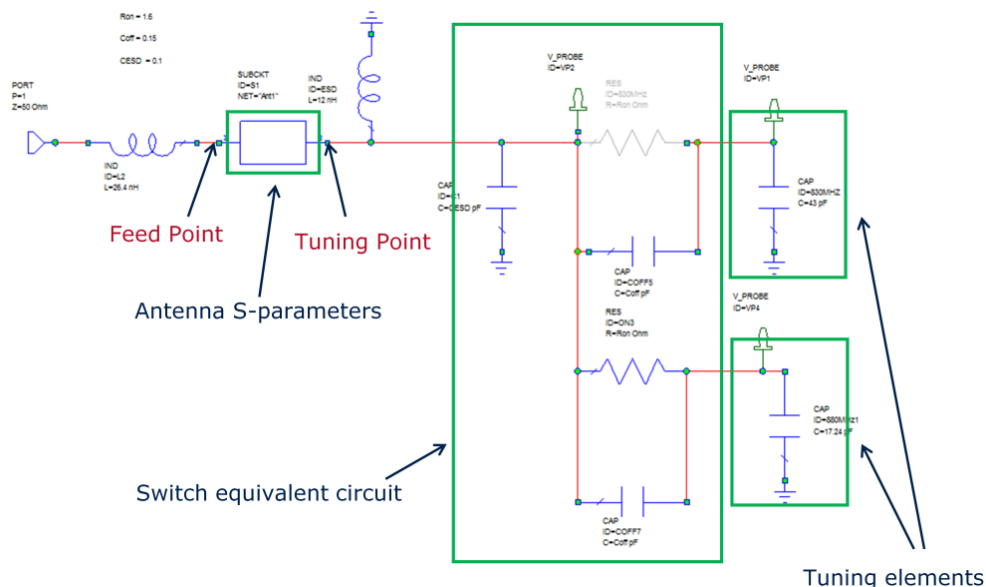 Ron = 1.6
Coff = 0.15
CESD = 0.1
PORT
P=1
Z=50 Ohm
IND
ID=L2
L=26.4 nH
SUBCKT
ID=S1
NET="Ant1"
IND
ID=ESD
L=12 nH
Feed Point
Tuning Point
Antenna S-parameters
CAP
ID=C1
C=CESD pF
V_PROBE
ID=VP2
RES
ID=830MHz
R=Ron Ohm
CAP
ID=COFF5
C=Coff pF
RES
ID=ON3
R=Ron Ohm
CAP
ID=COFF7
C=Coff pF
V_PROBE
ID=VP1
CAP
ID=830MHZ
C=43 pF
V_PROBE
ID=VP4
CAP
ID=880MHz1
C=17.24 pF
Switch equivalent circuit
Tuning elements